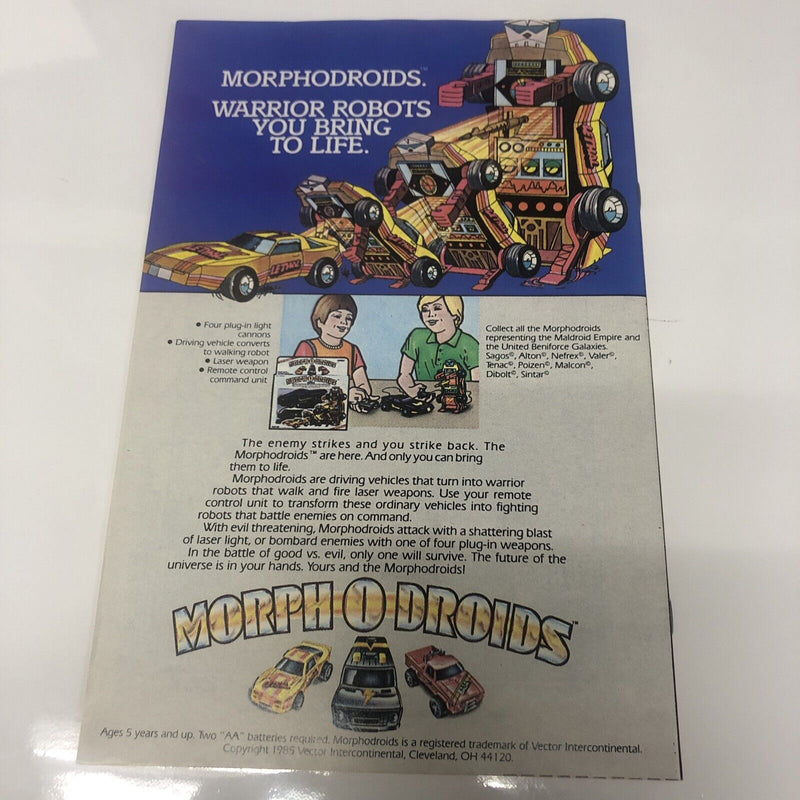 MORPHODROIDS.™
WARRIOR ROBOTS
YOU BRING
TO LIFE.
LETHAL
LETHAL
LETHAL
• Four plug-in light
cannons
• Driving vehicle converts
to walking robot
• Laser weapon
• Remote control
command unit
MORPH-O-DROIDS
MORPH-O-DROIDS
Collect all the Morphodroids
representing the Maldroid Empire and
the United Beniforce Galaxies.
Sagos©, Alton©, Nefrex©, Valer©,
Tenac©, Poizen©, Malcon©,
Dibolt©, Sintar©
The enemy strikes and you strike back. The
Morphodroids™ are here. And only you can bring
them to life.
Morphodroids are driving vehicles that turn into warrior
robots that walk and fire laser weapons. Use your remote
control unit to transform these ordinary vehicles into fighting
robots that battle enemies on command.
With evil threatening, Morphodroids attack with a shattering blast
of laser light, or bombard enemies with one of four plug-in weapons.
In the battle of good vs. evil, only one will survive. The future of the
universe is in your hands. Yours and the Morphodroids!
MORPH O DROIDS™
Ages 5 years and up. Two "AA" batteries required. Morphodroids is a registered trademark of Vector Intercontinental.
Copyright 1985 Vector Intercontinental, Cleveland, OH 44120.